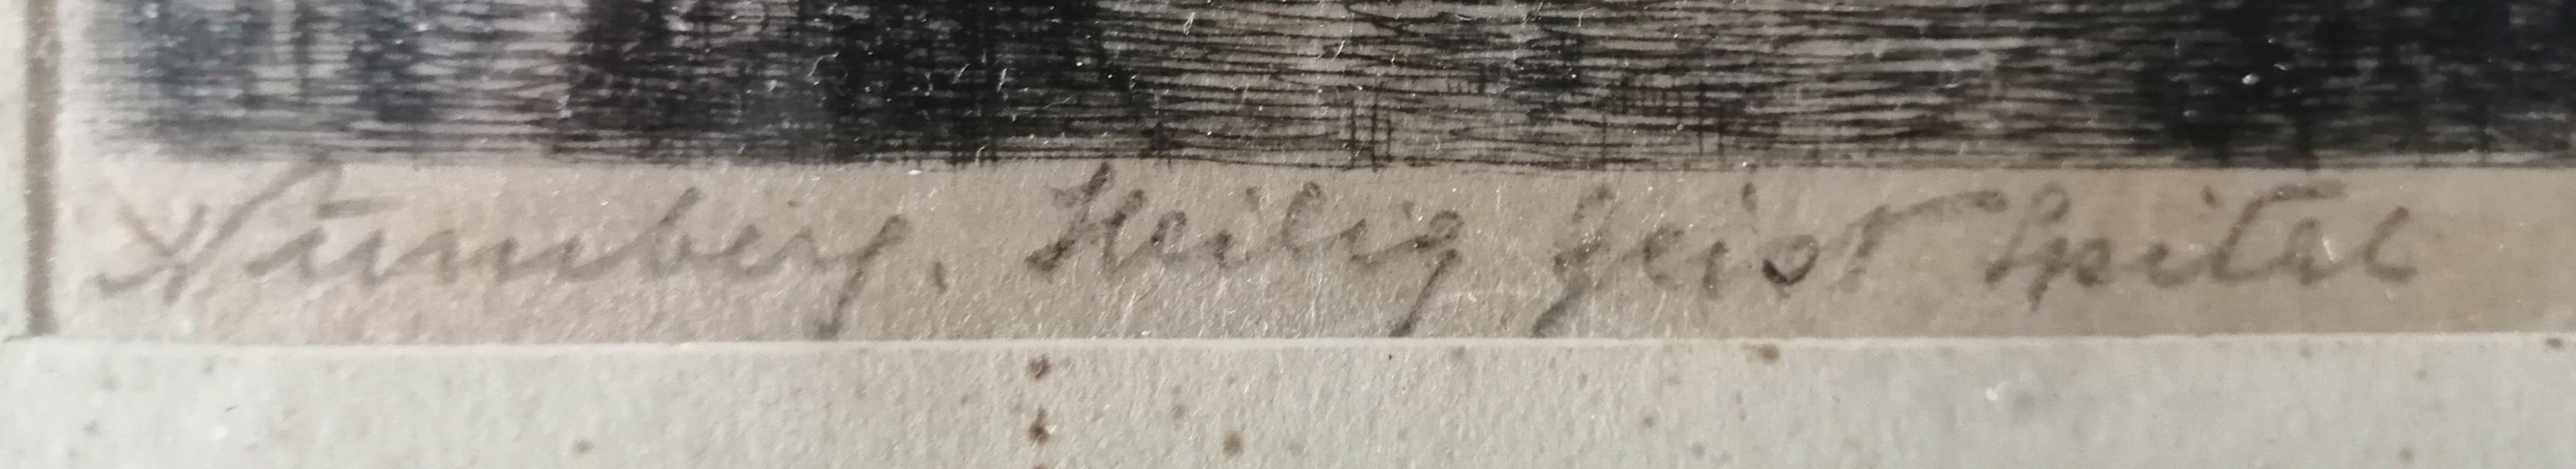 Nürnberg. Heilig Geist Spital